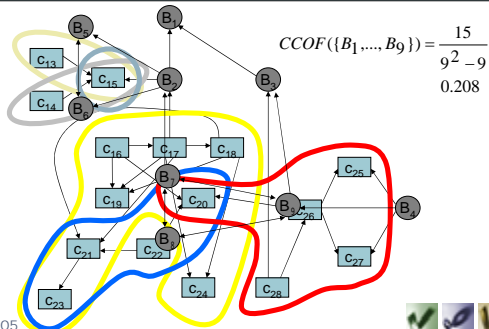 B1
B5
CCOF({B1,...,B9}) = 15 / 9^2 − 9
0.208
C13
C15
B2
B3
C14
B6
C16
C17
C18
C25
B7
C19
C20
B9
C26
B4
C21
C22
B8
C27
C23
C24
C28
05